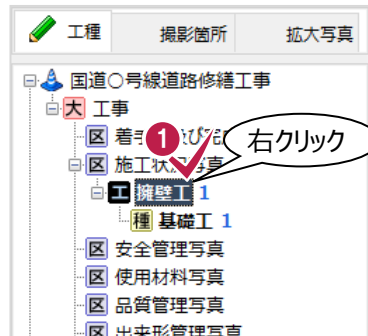 工種 撮影箇所 拡大写真
国道○号線道路修繕工事
大 工事
区 着手 及び完
1
右クリック
区 施工状況写真
工 擁壁工 1
種 基礎工 1
区 安全管理写真
区 使用材料写真
区 品質管理写真
区 出来形管理写真